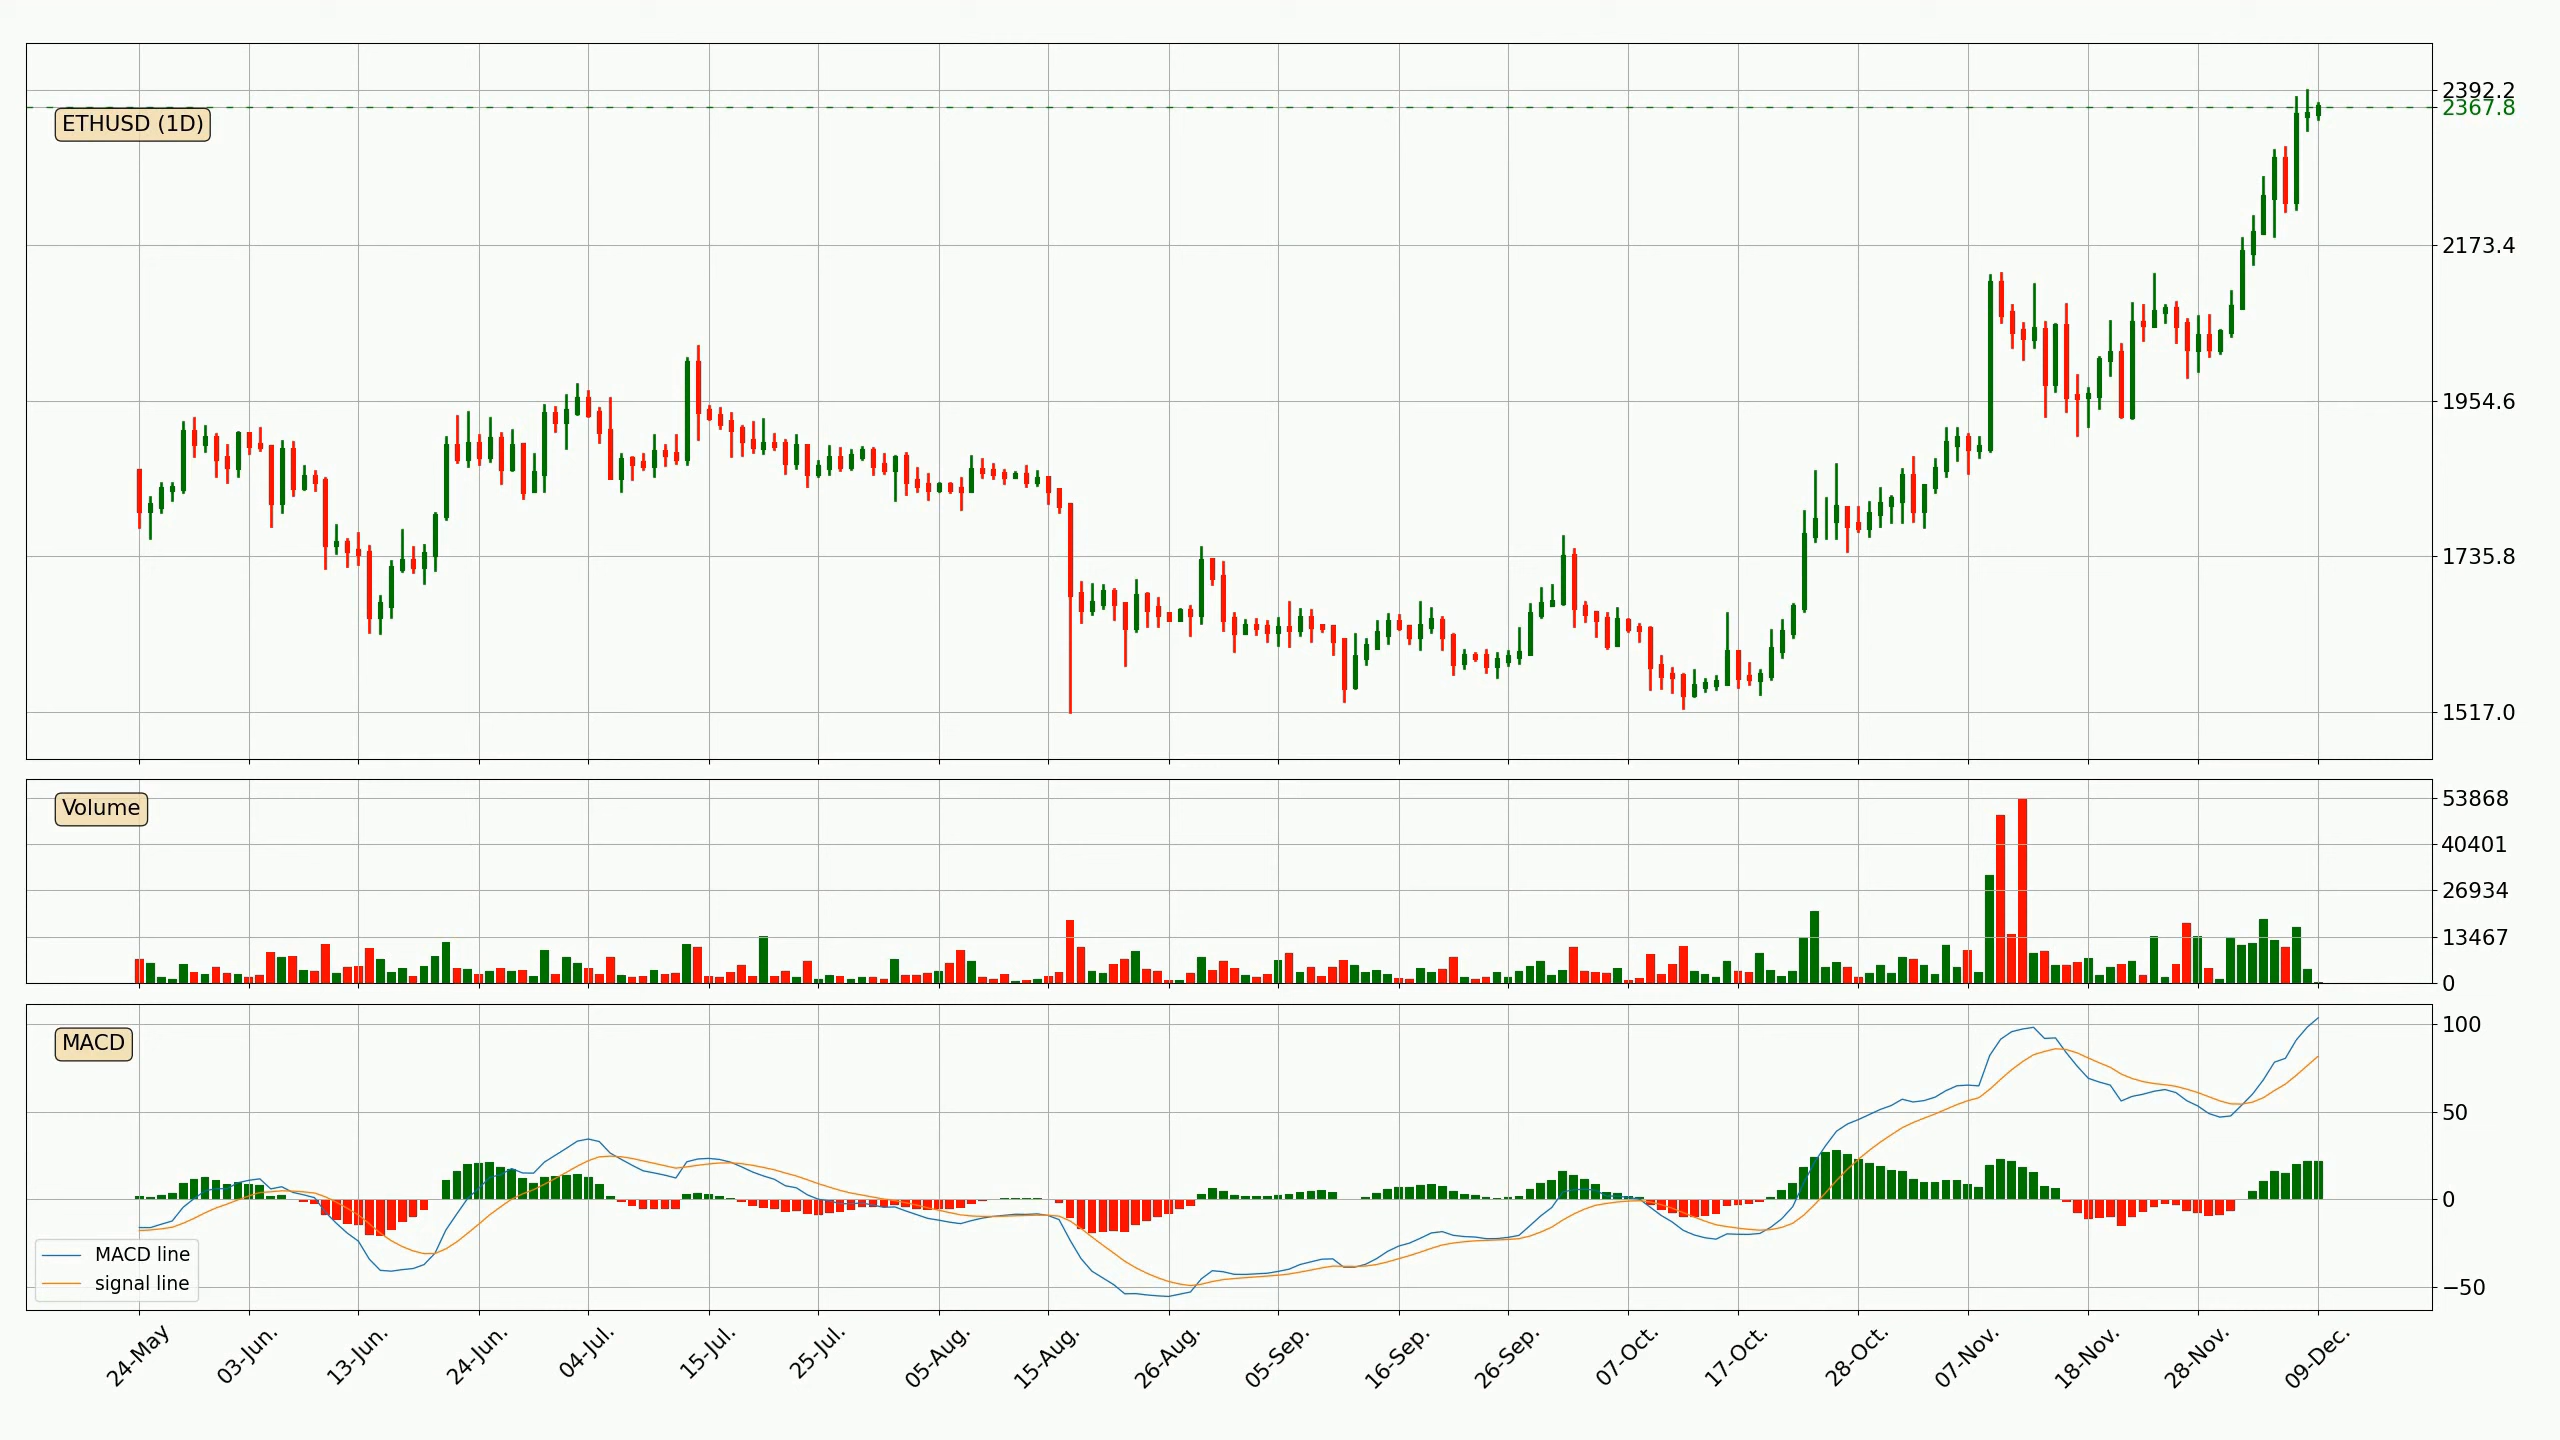 2392.2
2367.8
ETHUSD (1D)
2173.4
1954.6
1735.8
1517.0
Volume
53868
40401
26934
13467
0
MACD
100
50
0
−50
MACD line
signal line
24-May
03-Jun.
13-Jun.
24-Jun.
04-Jul.
15-Jul.
25-Jul.
05-Aug.
15-Aug.
26-Aug.
05-Sep.
16-Sep.
26-Sep.
07-Oct.
17-Oct.
28-Oct.
07-Nov.
18-Nov.
28-Nov.
09-Dec.